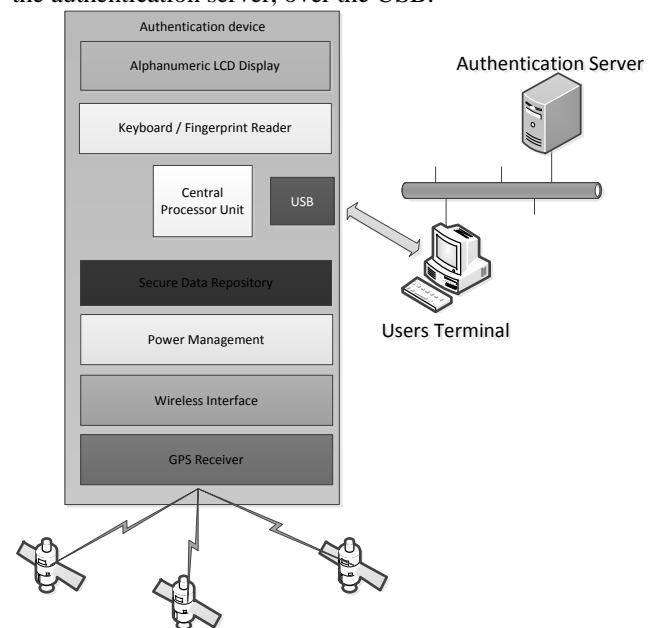 the authentication server, over the USB.
Authentication device
Alphanumeric LCD Display
Authentication Server
Keyboard / Fingerprint Reader
Central
Processor Unit
USB
Secure Data Repository
Users Terminal
Power Management
Wireless Interface
GPS Receiver